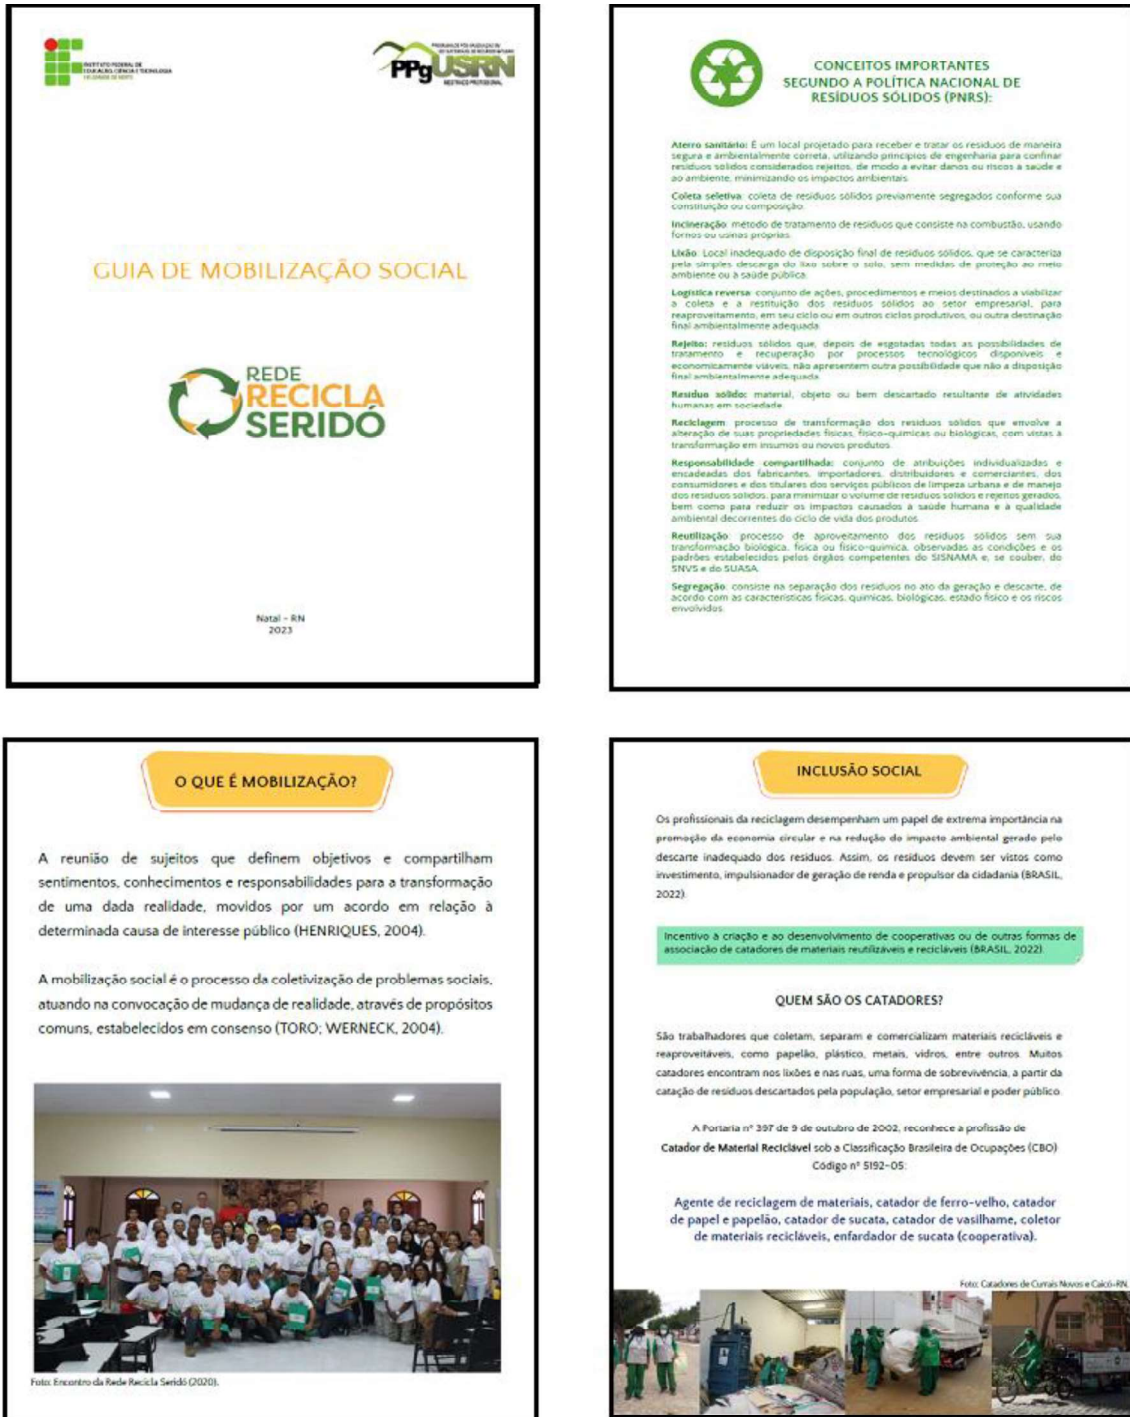 INSTITUTO FEDERAL DE
EDUCAÇÃO, CIÊNCIA E TECNOLOGIA
PPgUSRN
MESTRADO PROFISSIONAL
GUIA DE MOBILIZAÇÃO SOCIAL
REDE
RECICLA
SERIDÓ
Natal - RN
2023
CONCEITOS IMPORTANTES
SEGUNDO A POLÍTICA NACIONAL DE
RESÍDUOS SÓLIDOS (PNRS):
Aterro sanitário: É um local projetado para receber e tratar os resíduos de maneira
segura e ambientalmente correta, utilizando princípios de engenharia para confinar
resíduos sólidos considerados rejeitos, de modo a evitar danos ou riscos à saúde e
ao ambiente, minimizando os impactos ambientais.
Coleta seletiva: coleta de resíduos sólidos previamente segregados conforme sua
constituição ou composição.
Incineração: método de tratamento de resíduos que consiste na combustão, usando
fornos ou usinas próprias.
Lixão: Local inadequado de disposição final de resíduos sólidos, que se caracteriza
pela simples descarga do lixo sobre o solo, sem medidas de proteção ao meio
ambiente ou à saúde pública.
Logística reversa: conjunto de ações, procedimentos e meios destinados a viabilizar
a coleta e a restituição dos resíduos sólidos ao setor empresarial, para
reaproveitamento, em seu ciclo ou em outros ciclos produtivos, ou outra destinação
final ambientalmente adequada.
Rejeito: resíduos sólidos que, depois de esgotadas todas as possibilidades de
tratamento e recuperação por processos tecnológicos disponíveis e
economicamente viáveis, não apresentem outra possibilidade que não a disposição
final ambientalmente adequada.
Resíduo sólido: material, objeto ou bem descartado resultante de atividades
humanas em sociedade.
Reciclagem: processo de transformação dos resíduos sólidos que envolve a
alteração de suas propriedades físicas, físico-químicas ou biológicas, com vistas à
transformação em insumos ou novos produtos.
Responsabilidade compartilhada: conjunto de atribuições individualizadas e
encadeadas dos fabricantes, importadores, distribuidores e comerciantes, dos
consumidores e dos titulares dos serviços públicos de limpeza urbana e de manejo
dos resíduos sólidos, para minimizar o volume de resíduos sólidos e rejeitos gerados,
bem como para reduzir os impactos causados à saúde humana e à qualidade
ambiental decorrentes do ciclo de vida dos produtos.
Reutilização: processo de aproveitamento dos resíduos sólidos sem sua
transformação biológica, física ou físico-química, observadas as condições e os
padrões estabelecidos pelos órgãos competentes do SISNAMA e, se couber, do
SNVS e do SUASA.
Segregação: consiste na separação dos resíduos no ato da geração e descarte, de
acordo com as características físicas, químicas, biológicas, estado físico e os riscos
envolvidos.
O QUE É MOBILIZAÇÃO?
A reunião de sujeitos que definem objetivos e compartilham
sentimentos, conhecimentos e responsabilidades para a transformação
de uma dada realidade, movidos por um acordo em relação à
determinada causa de interesse público (HENRIQUES, 2004).
A mobilização social é o processo da coletivização de problemas sociais,
atuando na convocação de mudança de realidade, através de propósitos
comuns, estabelecidos em consenso (TORO; WERNECK, 2004).
Foto: Encontro da Rede Recicla Seridó (2020).
INCLUSÃO SOCIAL
Os profissionais da reciclagem desempenham um papel de extrema importância na
promoção da economia circular e na redução do impacto ambiental gerado pelo
descarte inadequado dos resíduos. Assim, os resíduos devem ser vistos como
investimento, impulsionador de geração de renda e propulsor da cidadania (BRASIL,
2022).
Incentivo à criação e ao desenvolvimento de cooperativas ou de outras formas de
associação de catadores de materiais reutilizáveis e recicláveis (BRASIL, 2022).
QUEM SÃO OS CATADORES?
São trabalhadores que coletam, separam e comercializam materiais recicláveis e
reaproveitáveis, como papelão, plástico, metais, vidros, entre outros. Muitos
catadores encontram nos lixões e nas ruas, uma forma de sobrevivência, a partir da
catação de resíduos descartados pela população, setor empresarial e poder público.
A Portaria nº 397 de 9 de outubro de 2002, reconhece a profissão de
Catador de Material Reciclável sob a Classificação Brasileira de Ocupações (CBO)
Código nº 5192-05:
Agente de reciclagem de materiais, catador de ferro-velho, catador
de papel e papelão, catador de sucata, catador de vasilhame, coletor
de materiais recicláveis, enfardador de sucata (cooperativa).
Foto: Catadores de Currais Novos e Caicó-RN.